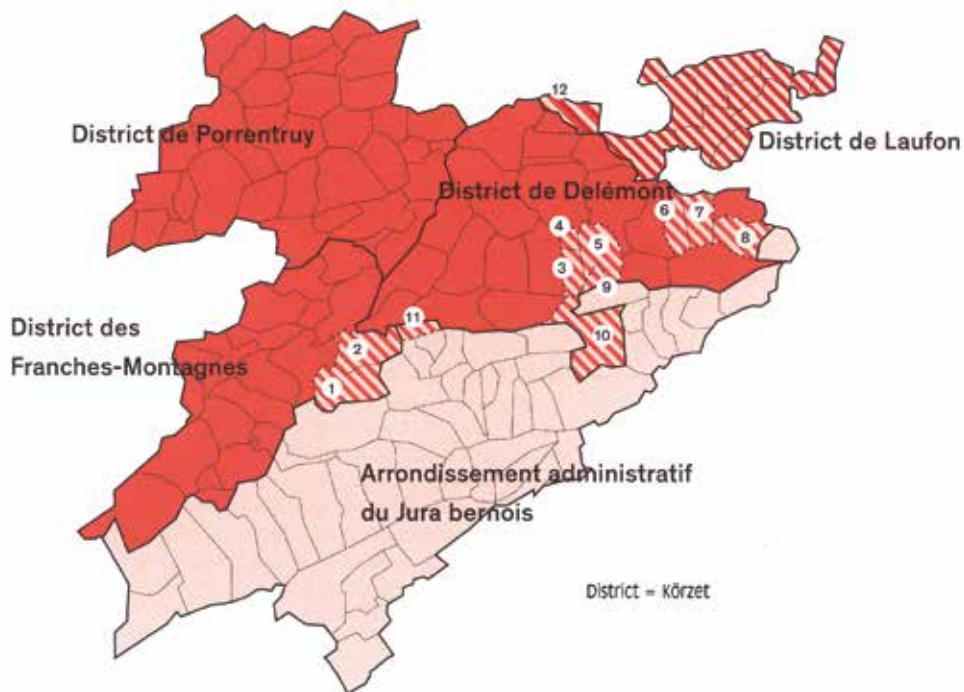 12
District de Porrentruy
District de Laufon
District de Delémont
6
7
4
5
8
3
9
District des
Franches-Montagnes
11
2
10
1
Arrondissement administratif
du Jura bernois
District = Körzet